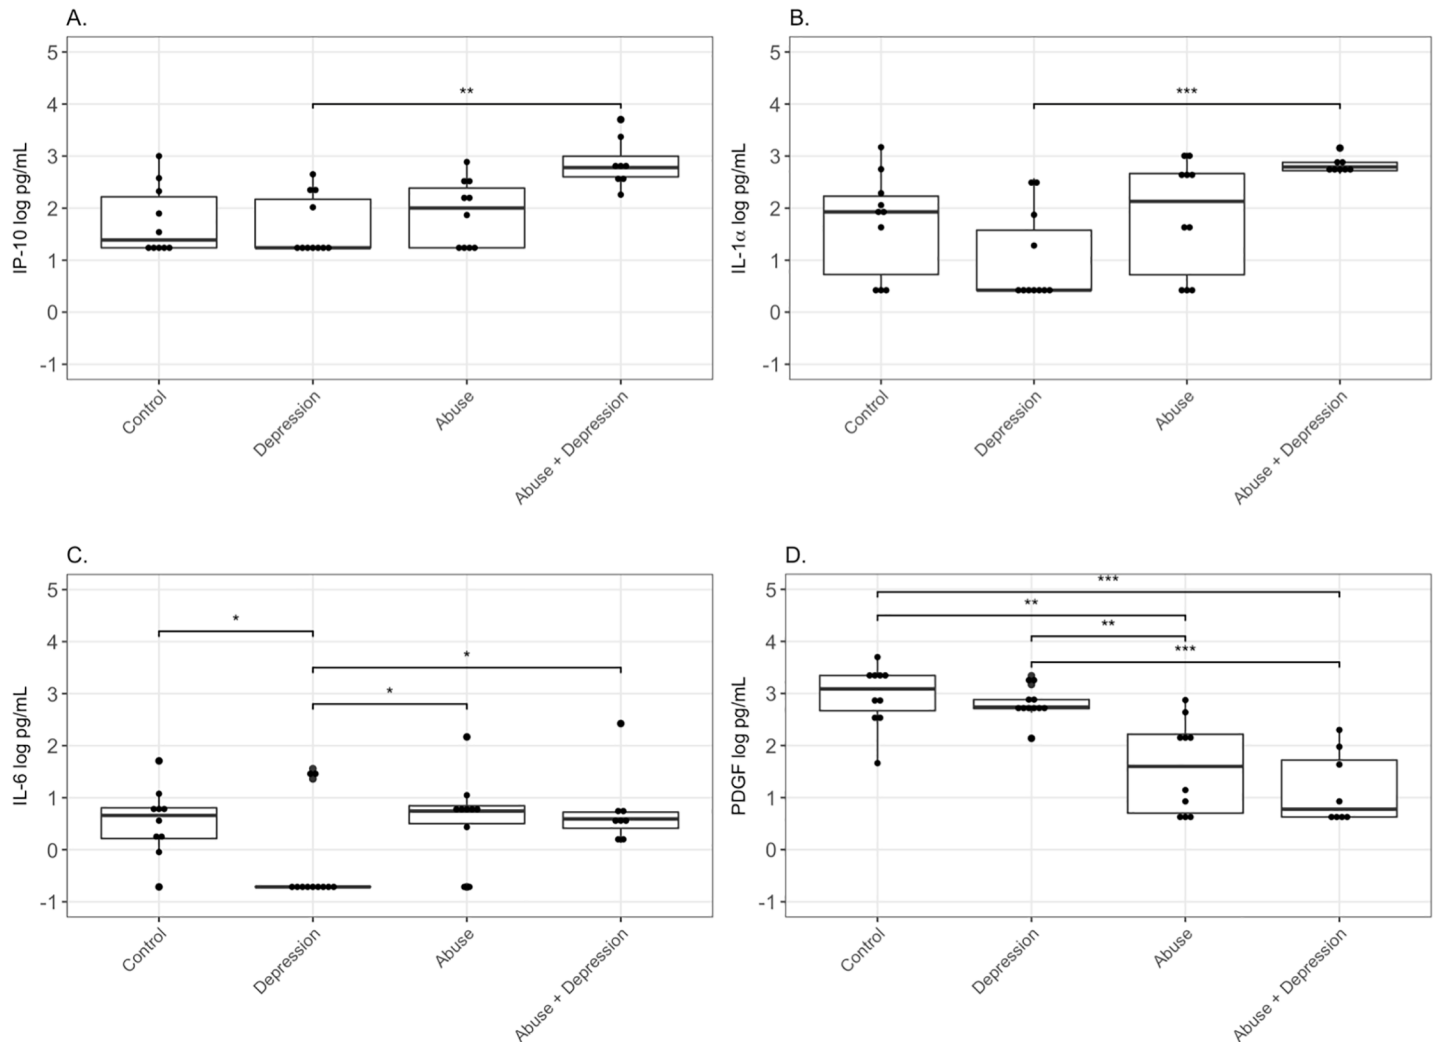 A.
IP-10 log pg/mL
5
4
3
2
1
0
-1
**
Control
Depression
Abuse
Abuse + Depression
B.
IL-1α log pg/mL
5
4
3
2
1
0
-1
***
Control
Depression
Abuse
Abuse + Depression
C.
IL-6 log pg/mL
5
4
3
2
1
0
-1
*
*
*
Control
Depression
Abuse
Abuse + Depression
D.
PDGF log pg/mL
5
4
3
2
1
0
-1
***
**
**
***
Control
Depression
Abuse
Abuse + Depression